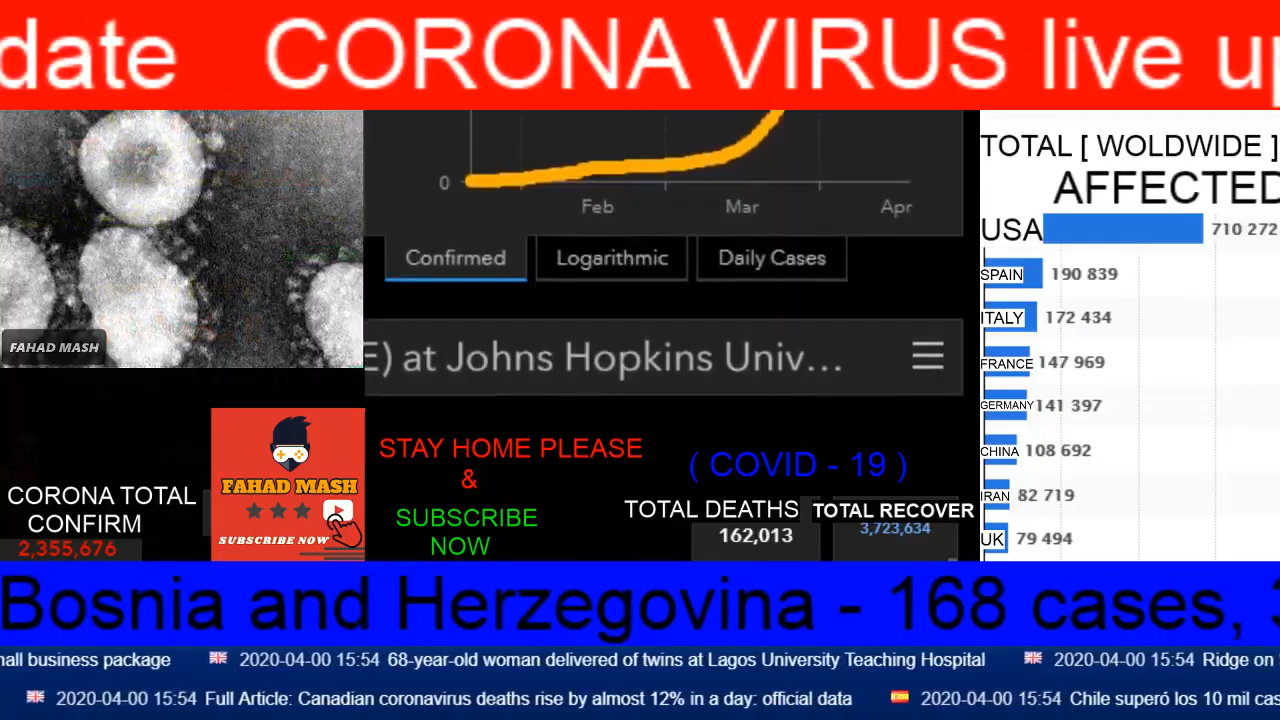 date CORONA VIRUS live up
FAHAD MASH
0
Feb Mar Apr
Confirmed Logarithmic Daily Cases
E) at Johns Hopkins Univ...
TOTAL [ WOLDWIDE ]
AFFECTED
USA 710 272
SPAIN 190 839
ITALY 172 434
FRANCE 147 969
GERMANY 141 397
CHINA 108 692
IRAN 82 719
UK 79 494
CORONA TOTAL
CONFIRM
2,355,676
FAHAD MASH
SUBSCRIBE NOW
STAY HOME PLEASE
&
SUBSCRIBE
NOW
( COVID - 19 )
TOTAL DEATHS
162,013
TOTAL RECOVER
3,723,634
Bosnia and Herzegovina - 168 cases, 3
mall business package 2020-04-00 15:54 68-year-old woman delivered of twins at Lagos University Teaching Hospital 2020-04-00 15:54 Ridge on
2020-04-00 15:54 Full Article: Canadian coronavirus deaths rise by almost 12% in a day: official data 2020-04-00 15:54 Chile superó los 10 mil cas